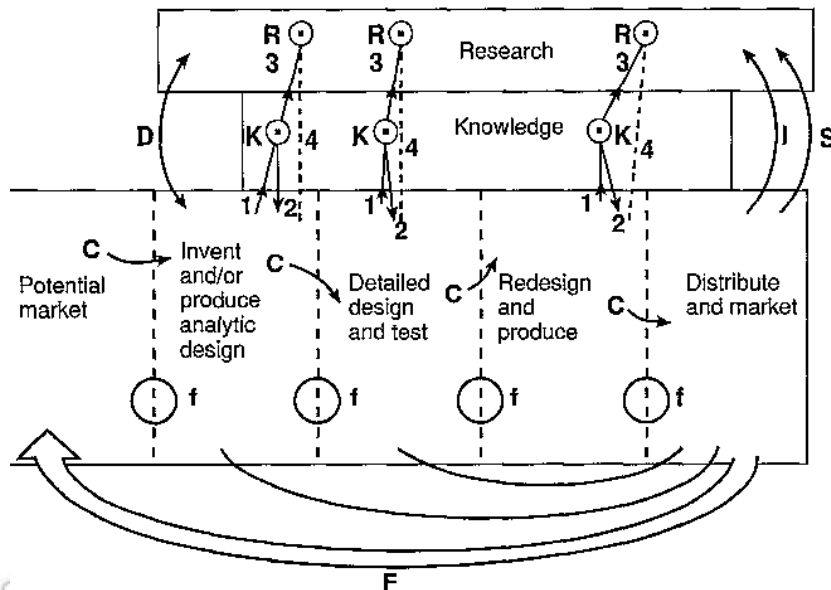 R R R
3 3 3
Research
D K 4 K 4 Knowledge K 4 I S
1 2 1 2 1 2
C C C C
Potential
market
Invent
and/or
produce
analytic
design
Detailed
design
and test
Redesign
and
produce
Distribute
and market
f f f f
F